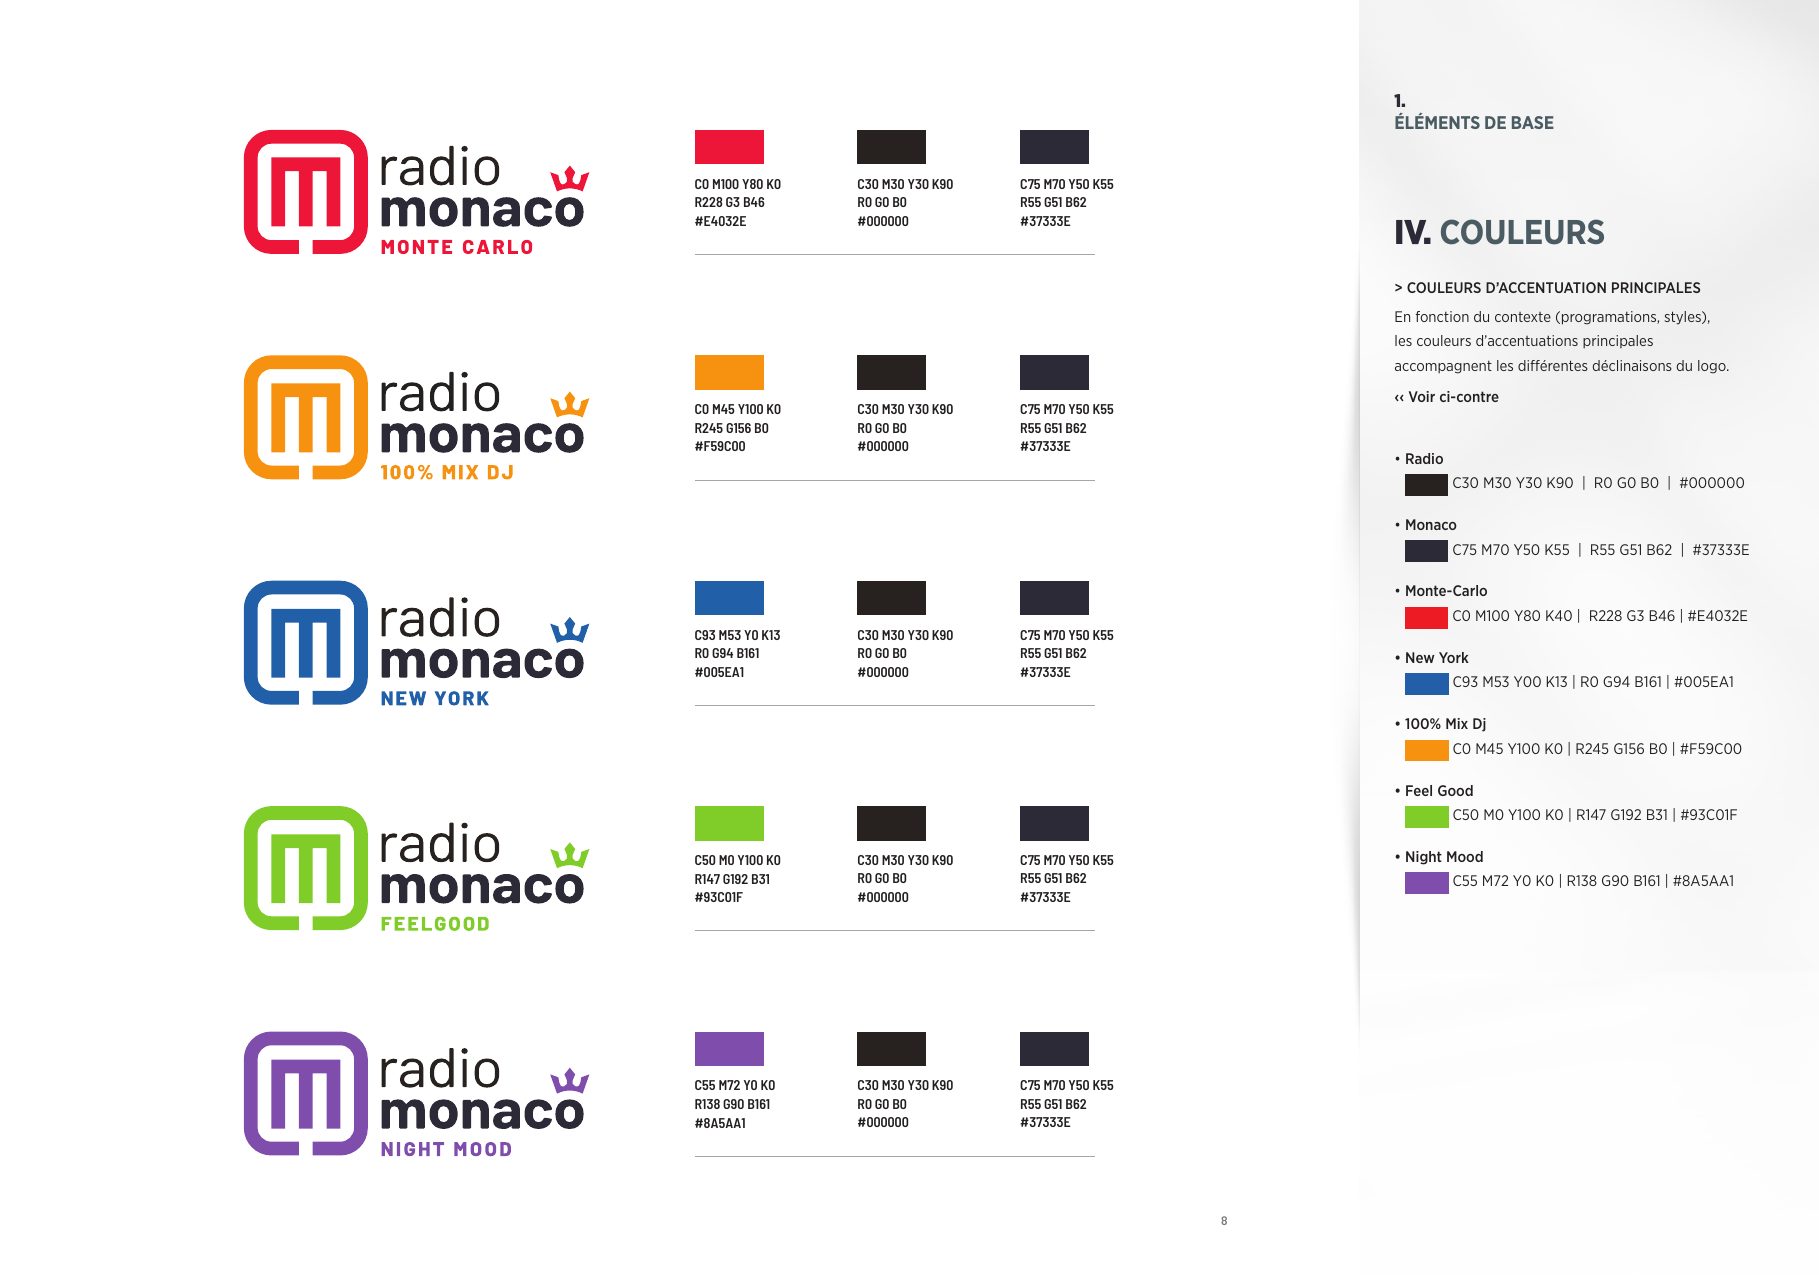 radio
monaco
MONTE CARLO
C0 M100 Y80 K0
R228 G3 B46
#E4032E
C30 M30 Y30 K90
R0 G0 B0
#000000
C75 M70 Y50 K55
R55 G51 B62
#37333E
radio
monaco
100% MIX DJ
C0 M45 Y100 K0
R245 G156 B0
#F59C00
C30 M30 Y30 K90
R0 G0 B0
#000000
C75 M70 Y50 K55
R55 G51 B62
#37333E
radio
monaco
NEW YORK
C93 M53 Y0 K13
R0 G94 B161
#005EA1
C30 M30 Y30 K90
R0 G0 B0
#000000
C75 M70 Y50 K55
R55 G51 B62
#37333E
radio
monaco
FEELGOOD
C50 M0 Y100 K0
R147 G192 B31
#93C01F
C30 M30 Y30 K90
R0 G0 B0
#000000
C75 M70 Y50 K55
R55 G51 B62
#37333E
radio
monaco
NIGHT MOOD
C55 M72 Y0 K0
R138 G90 B161
#8A5AA1
C30 M30 Y30 K90
R0 G0 B0
#000000
C75 M70 Y50 K55
R55 G51 B62
#37333E
8
1.
ÉLÉMENTS DE BASE
IV. COULEURS
> COULEURS D'ACCENTUATION PRINCIPALES
En fonction du contexte (programations, styles),
les couleurs d'accentuations principales
accompagnent les différentes déclinaisons du logo.
‹‹ Voir ci-contre
• Radio
C30 M30 Y30 K90 | R0 G0 B0 | #000000
• Monaco
C75 M70 Y50 K55 | R55 G51 B62 | #37333E
• Monte-Carlo
C0 M100 Y80 K40 | R228 G3 B46 | #E4032E
• New York
C93 M53 Y00 K13 | R0 G94 B161 | #005EA1
• 100% Mix Dj
C0 M45 Y100 K0 | R245 G156 B0 | #F59C00
• Feel Good
C50 M0 Y100 K0 | R147 G192 B31 | #93C01F
• Night Mood
C55 M72 Y0 K0 | R138 G90 B161 | #8A5AA1